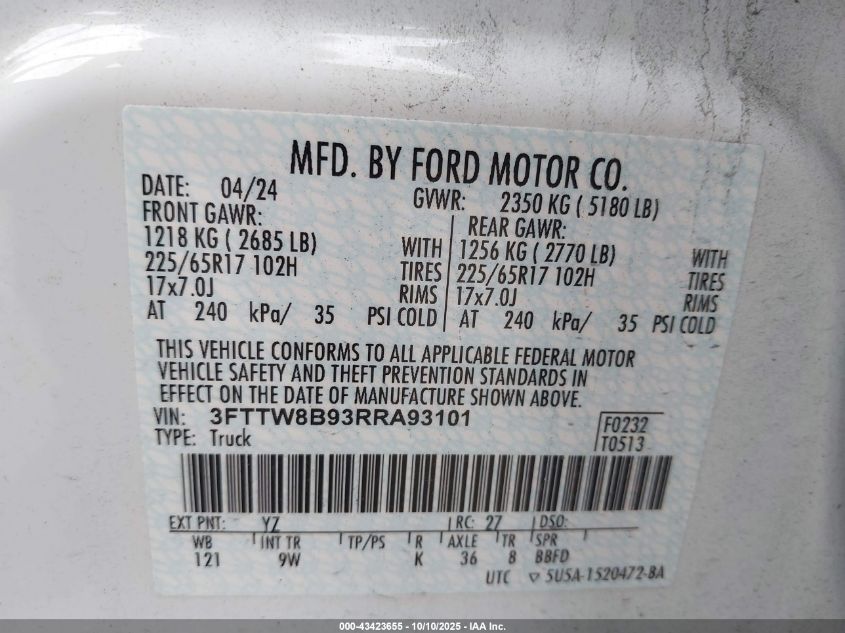 MFD. BY FORD MOTOR CO.
DATE: 04/24 GVWR: 2350 KG ( 5180 LB)
FRONT GAWR: REAR GAWR:
1218 KG ( 2685 LB) WITH 1256 KG ( 2770 LB) WITH
225/65R17 102H TIRES 225/65R17 102H TIRES
17x7.0J RIMS 17x7.0J RIMS
AT 240 kPa/ 35 PSI COLD AT 240 kPa/ 35 PSI COLD
THIS VEHICLE CONFORMS TO ALL APPLICABLE FEDERAL MOTOR
VEHICLE SAFETY AND THEFT PREVENTION STANDARDS IN
EFFECT ON THE DATE OF MANUFACTURE SHOWN ABOVE.
VIN: 3FTTW8B93RRA93101 F0232
TYPE: Truck T0513
EXT PNT: YZ RC: 27 DSO:
WB INT TR TP/PS R AXLE TR SPR
121 9W K 36 8 BBFD
UTC ▽ 5U5A-1520472-BA
000-43423655 - 10/10/2025 - IAA Inc.